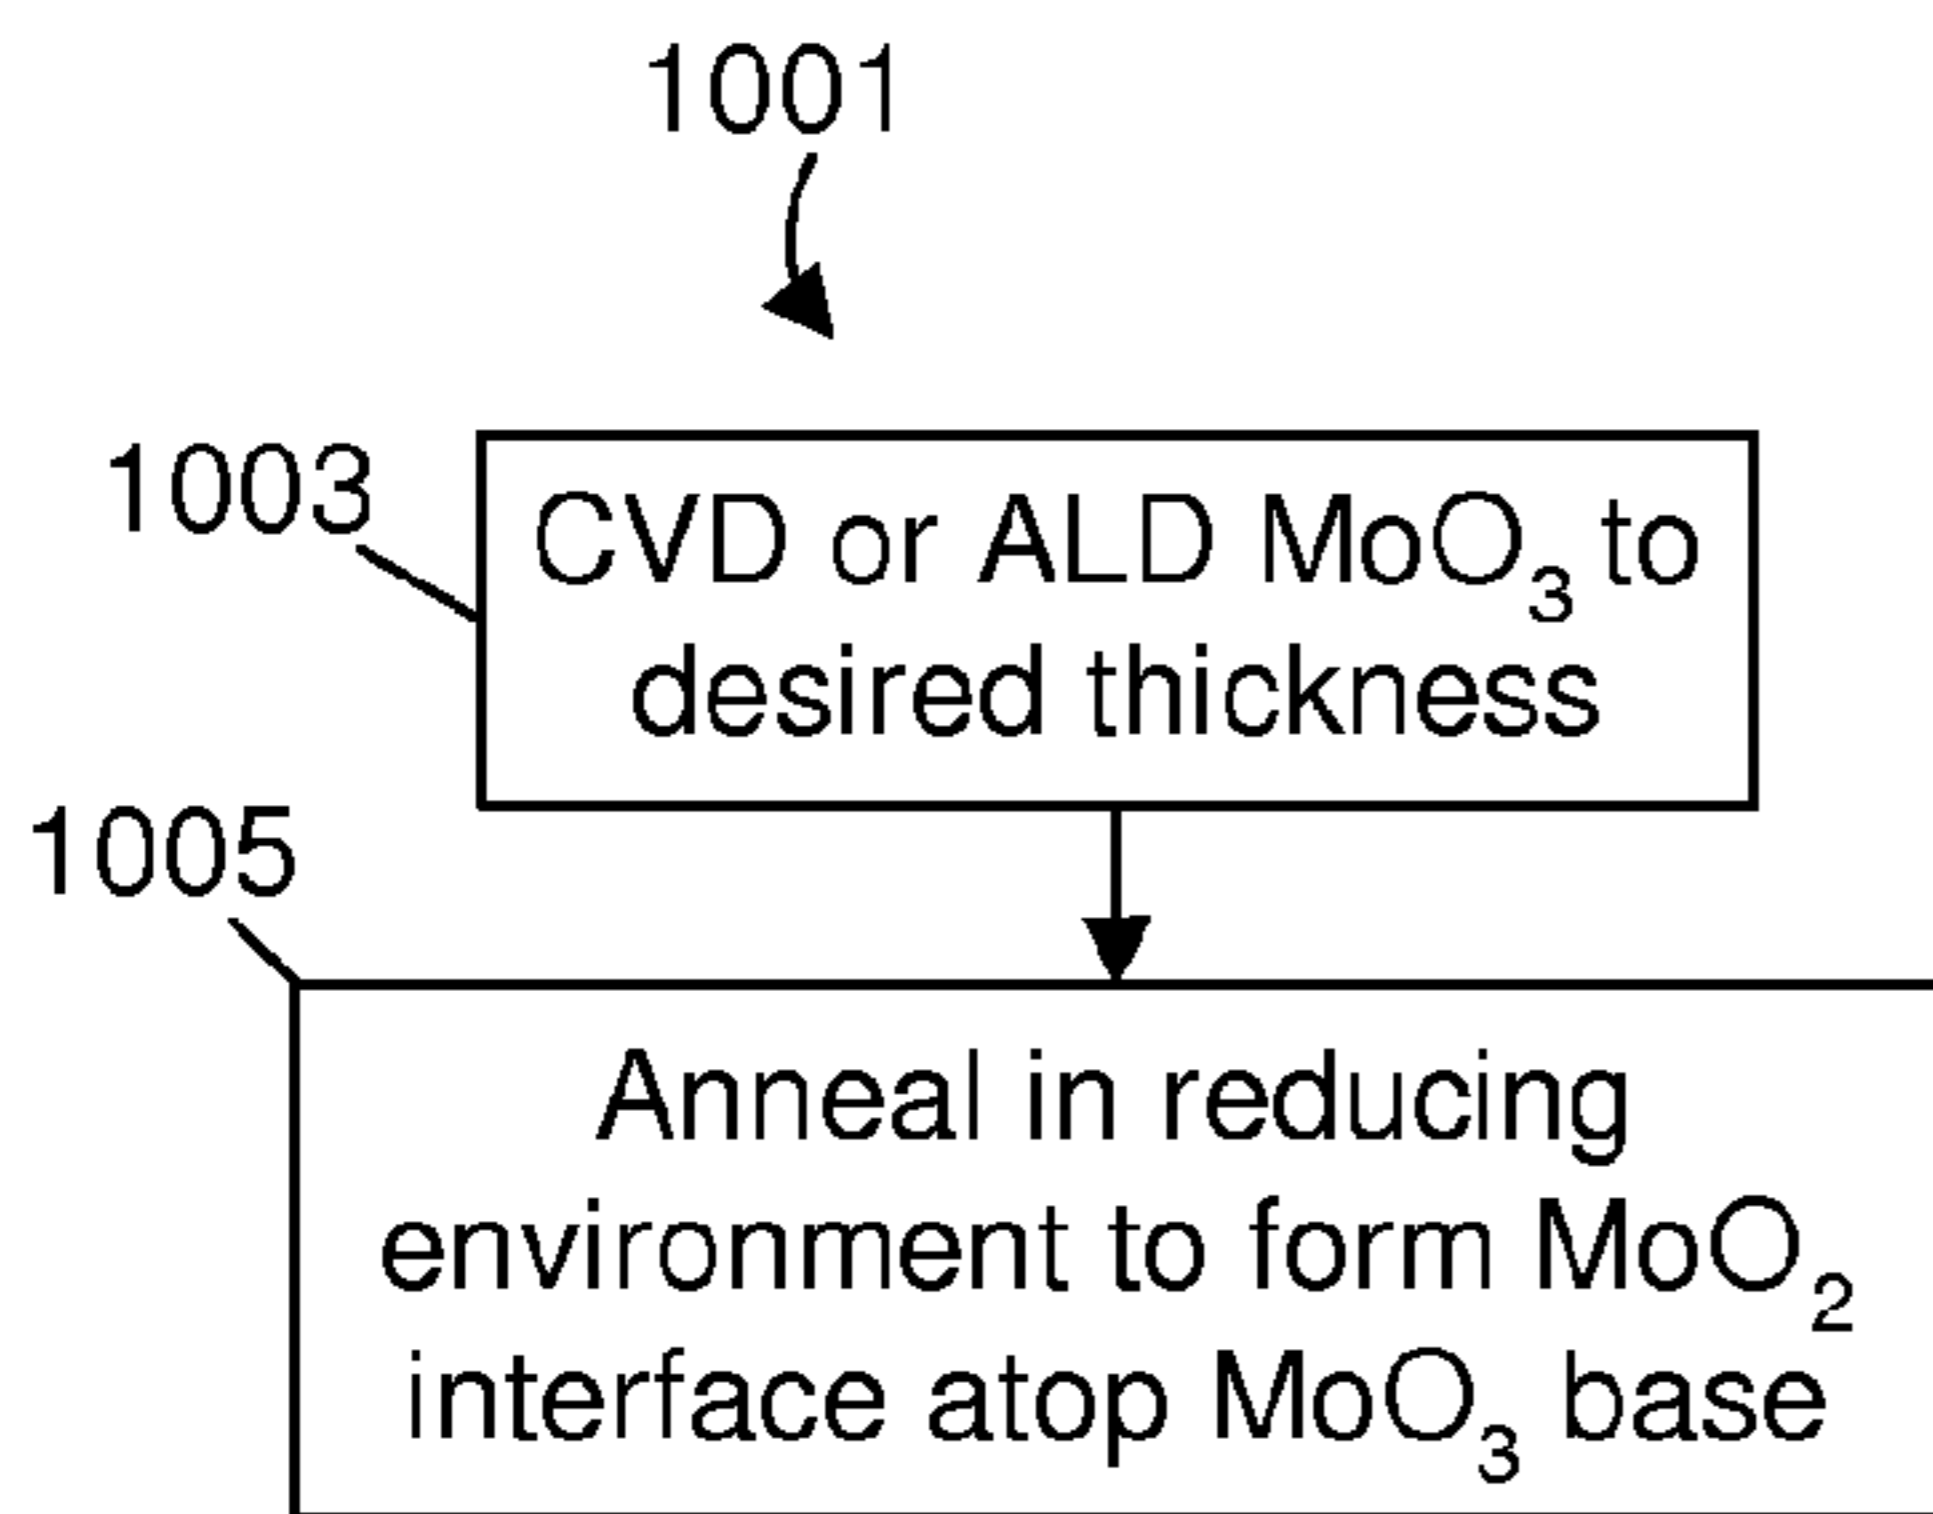 1001
1003
CVD or ALD MoO₃ to
desired thickness
1005
Anneal in reducing
environment to form MoO₂
interface atop MoO₃ base